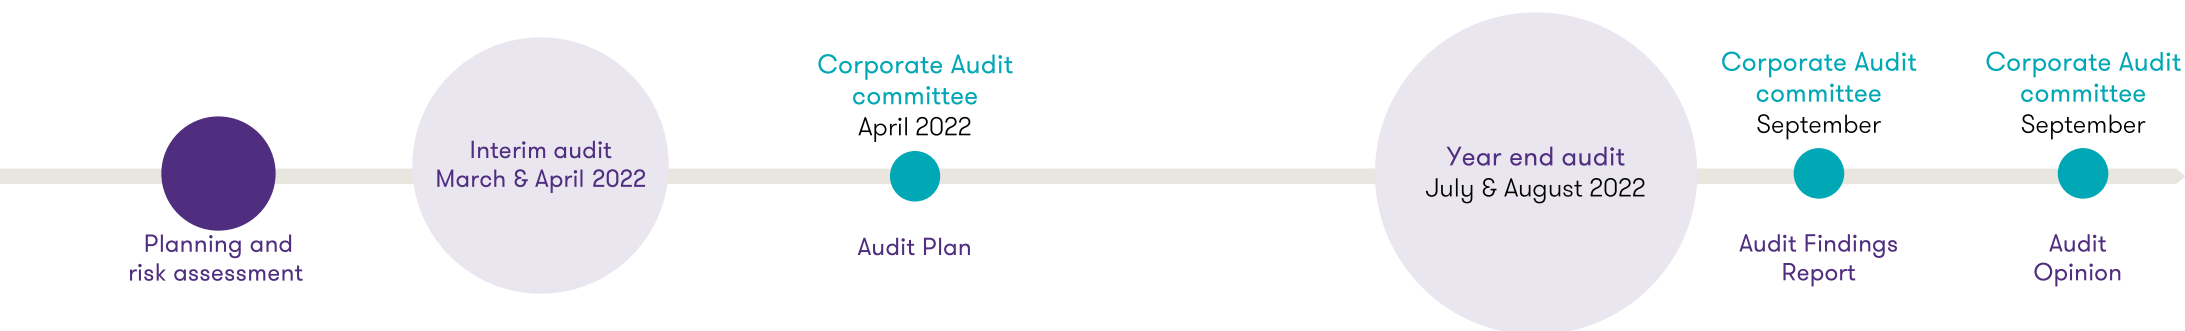 Planning and
risk assessment
Interim audit
March & April 2022
Corporate Audit
committee
April 2022
Audit Plan
Year end audit
July & August 2022
Corporate Audit
committee
September
Audit Findings
Report
Corporate Audit
committee
September
Audit
Opinion